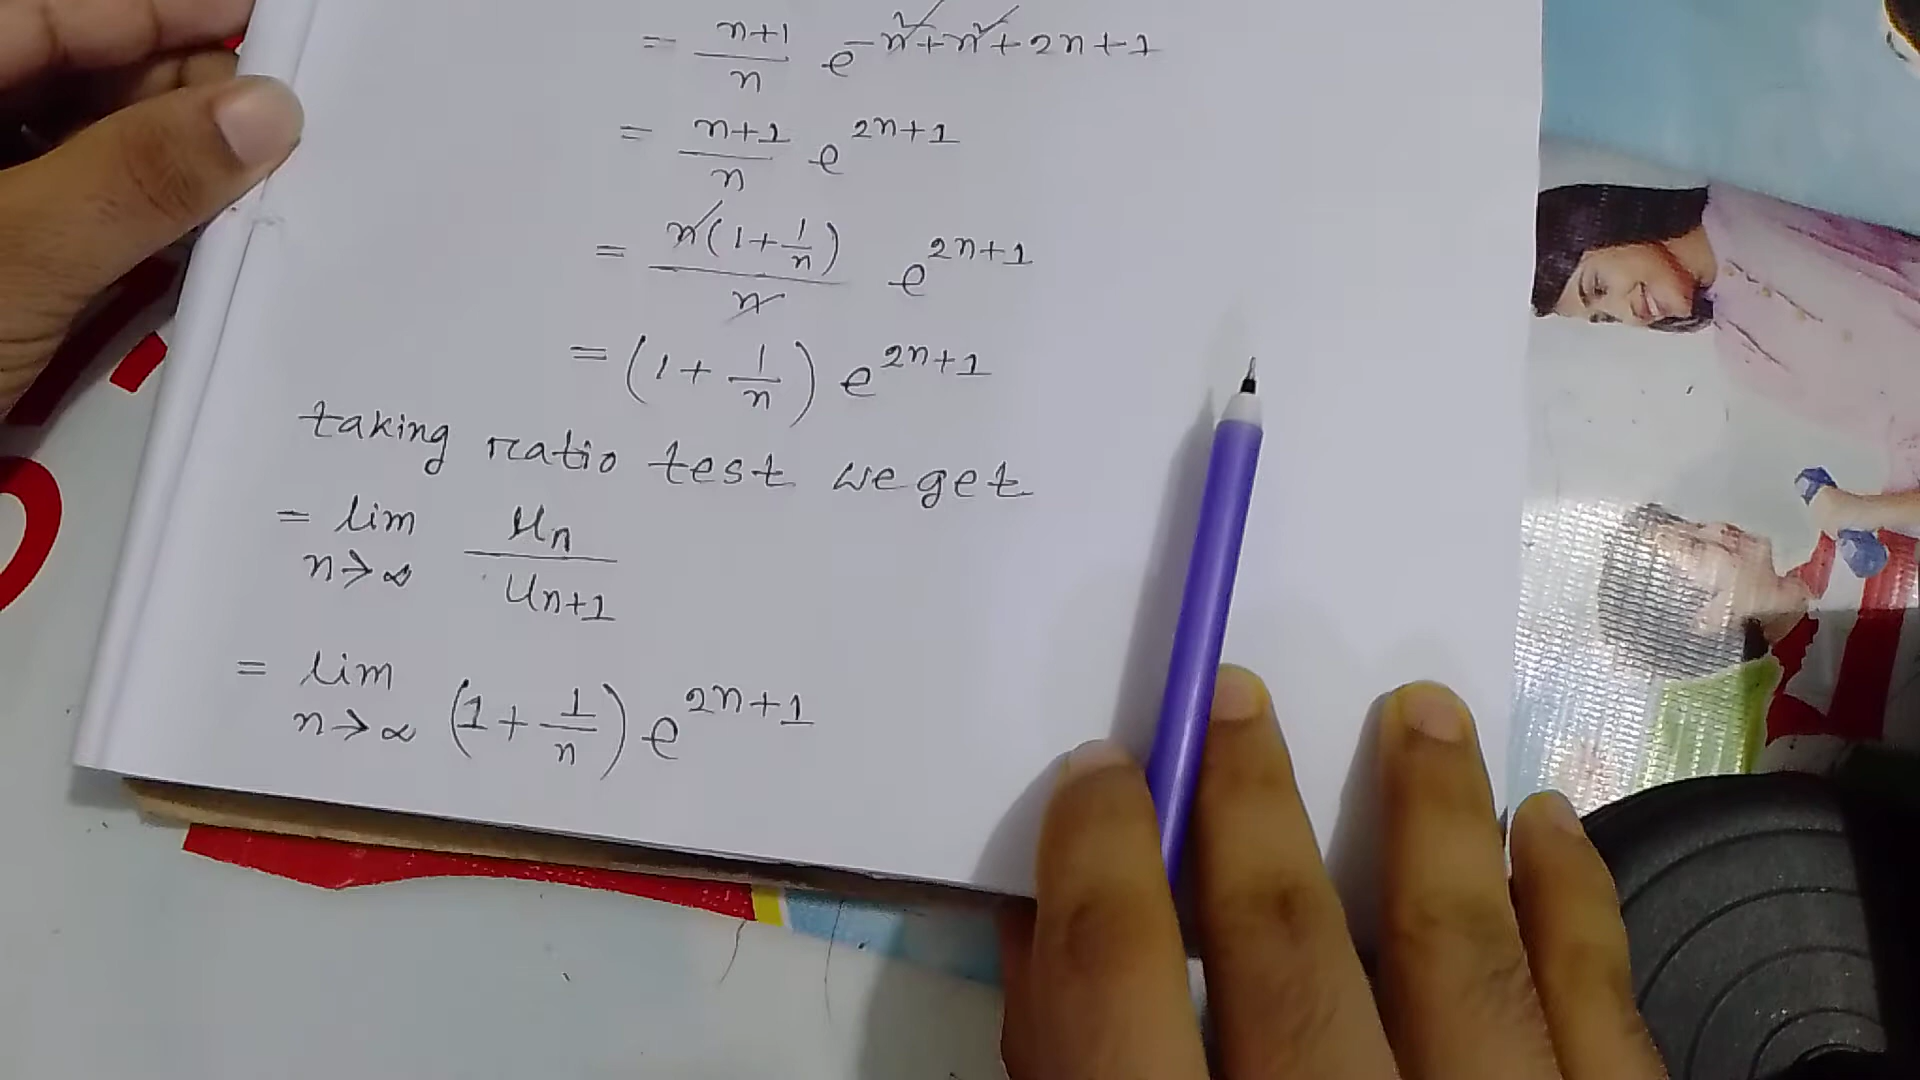 = n+1/n e^-n²+n²+2n+1
= n+1/n e^2n+1
= n(1+1/n)/n e^2n+1
= (1+1/n) e^2n+1
taking ratio test we get
= lim n→∞ un/un+1
= lim n→∞ (1+1/n) e^2n+1